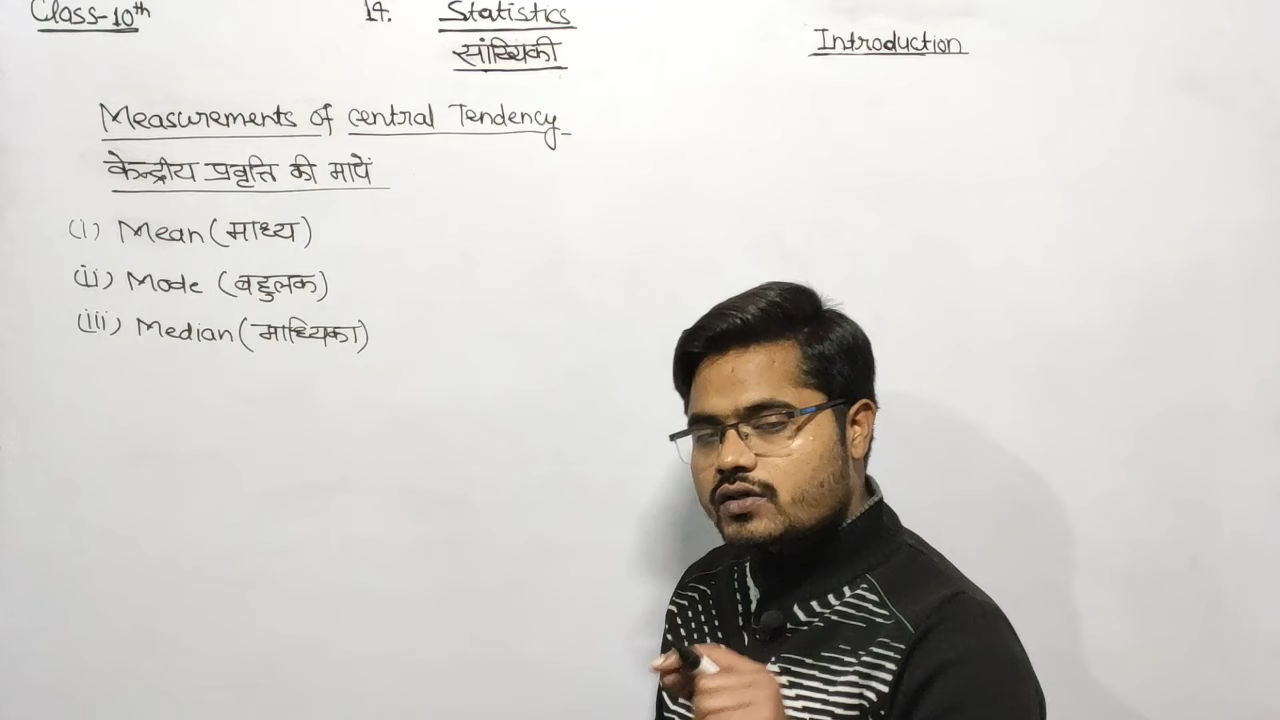 Class-10th
14. Statistics
सांख्यिकी
Introduction
Measurements of central Tendency
केन्द्रीय प्रवृत्ति की मापें
(i) Mean (माध्य)
(ii) Mode (बहुलक)
(iii) Median (माध्यिका)